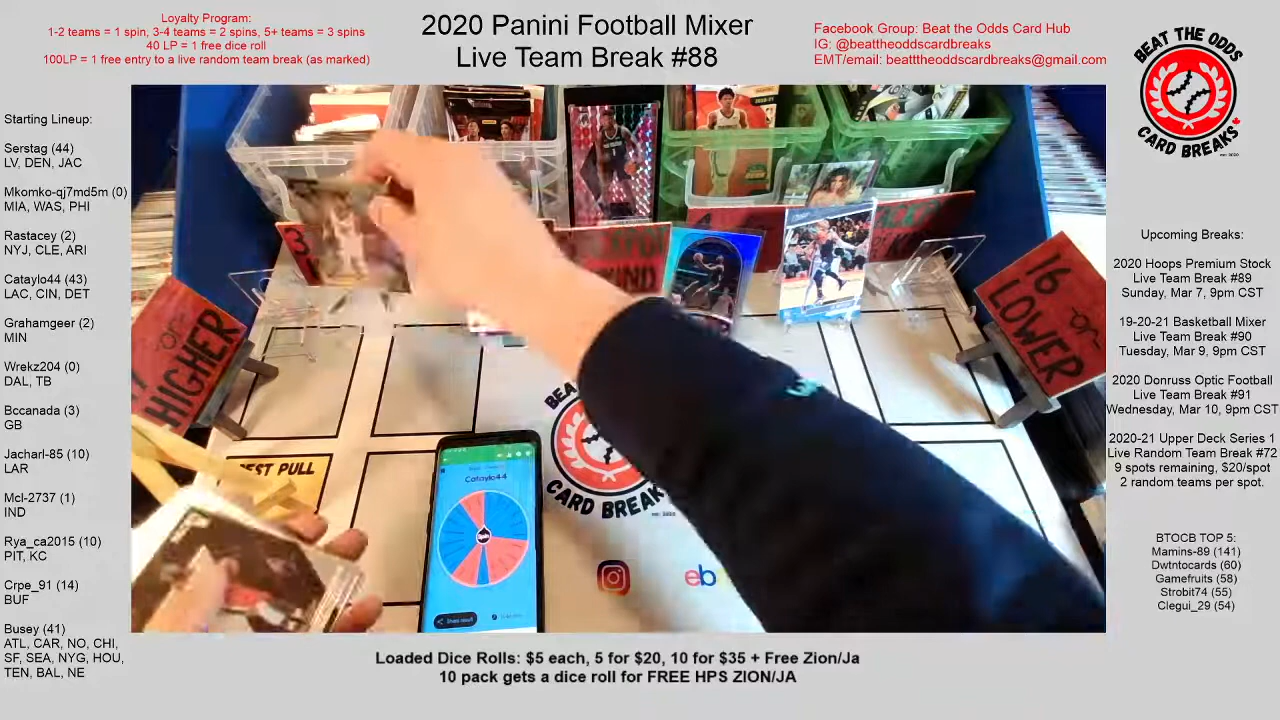 Loyalty Program:
1-2 teams = 1 spin, 3-4 teams = 2 spins, 5+ teams = 3 spins
40 LP = 1 free dice roll
100LP = 1 free entry to a live random team break (as marked)
2020 Panini Football Mixer
Live Team Break #88
Facebook Group: Beat the Odds Card Hub
IG: @beattheoddscardbreaks
EMT/email: beatttheoddscardbreaks@gmail.com
BEAT THE ODDS
CARD BREAKS
Starting Lineup:
Serstag (44)
LV, DEN, JAC
Mkomko-qj7md5m (0)
MIA, WAS, PHI
Rastacey (2)
NYJ, CLE, ARI
Cataylo44 (43)
LAC, CIN, DET
Grahamgeer (2)
MIN
Wrekz204 (0)
DAL, TB
Bccanada (3)
GB
Jacharl-85 (10)
LAR
Mcl-2737 (1)
IND
Rya_ca2015 (10)
PIT, KC
Crpe_91 (14)
BUF
Busey (41)
ATL, CAR, NO, CHI,
SF, SEA, NYG, HOU,
TEN, BAL, NE
HIGHER
16
-or-
LOWER
EST PULL
Cataylo44
CARD BREAK
eb
Upcoming Breaks:
2020 Hoops Premium Stock
Live Team Break #89
Sunday, Mar 7, 9pm CST
19-20-21 Basketball Mixer
Live Team Break #90
Tuesday, Mar 9, 9pm CST
2020 Donruss Optic Football
Live Team Break #91
Wednesday, Mar 10, 9pm CST
2020-21 Upper Deck Series 1
Live Random Team Break #72
9 spots remaining, $20/spot
2 random teams per spot.
BTOCB TOP 5:
Mamins-89 (141)
Dwtntocards (60)
Gamefruits (58)
Strobit74 (55)
Clegui_29 (54)
Loaded Dice Rolls: $5 each, 5 for $20, 10 for $35 + Free Zion/Ja
10 pack gets a dice roll for FREE HPS ZION/JA